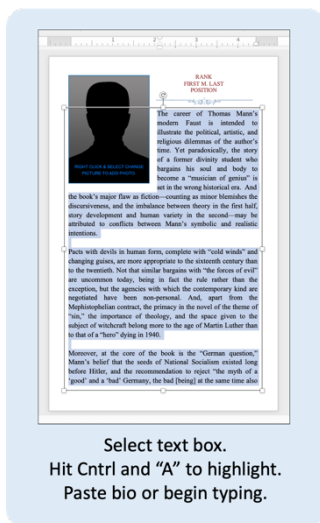 RANK
FIRST M. LAST
POSITION
RIGHT CLICK & SELECT CHANGE
PICTURE TO ADD PHOTO
The career of Thomas Mann's
modern Faust is intended to
illustrate the political, artistic, and
religious dilemmas of the author's
time. Yet paradoxically, the story
of a former divinity student who
bargains his soul and body to
become a "musician of genius" is
set in the wrong historical era. And
the book's major flaw as fiction—counting as minor blemishes the
discursiveness, and the imbalance between theory in the first half,
story development and human variety in the second—may be
attributed to conflicts between Mann's symbolic and realistic
intentions.
Pacts with devils in human form, complete with "cold winds" and
changing guises, are more appropriate to the sixteenth century than
to the twentieth. Not that similar bargains with "the forces of evil"
are uncommon today, being in fact the rule rather than the
exception, but the agencies with which the contemporary kind are
negotiated have been non-personal. And, apart from the
Mephistophelian contract, the primacy in the novel of the theme of
"sin," the importance of theology, and the space given to the
subject of witchcraft belong more to the age of Martin Luther than
to that of a "hero" dying in 1940.
Moreover, at the core of the book is the "German question,"
Mann's belief that the seeds of National Socialism existed long
before Hitler, and the recommendation to reject "the myth of a
'good' and a 'bad' Germany, the bad [being] at the same time also
Select text box.
Hit Cntrl and “A” to highlight.
Paste bio or begin typing.